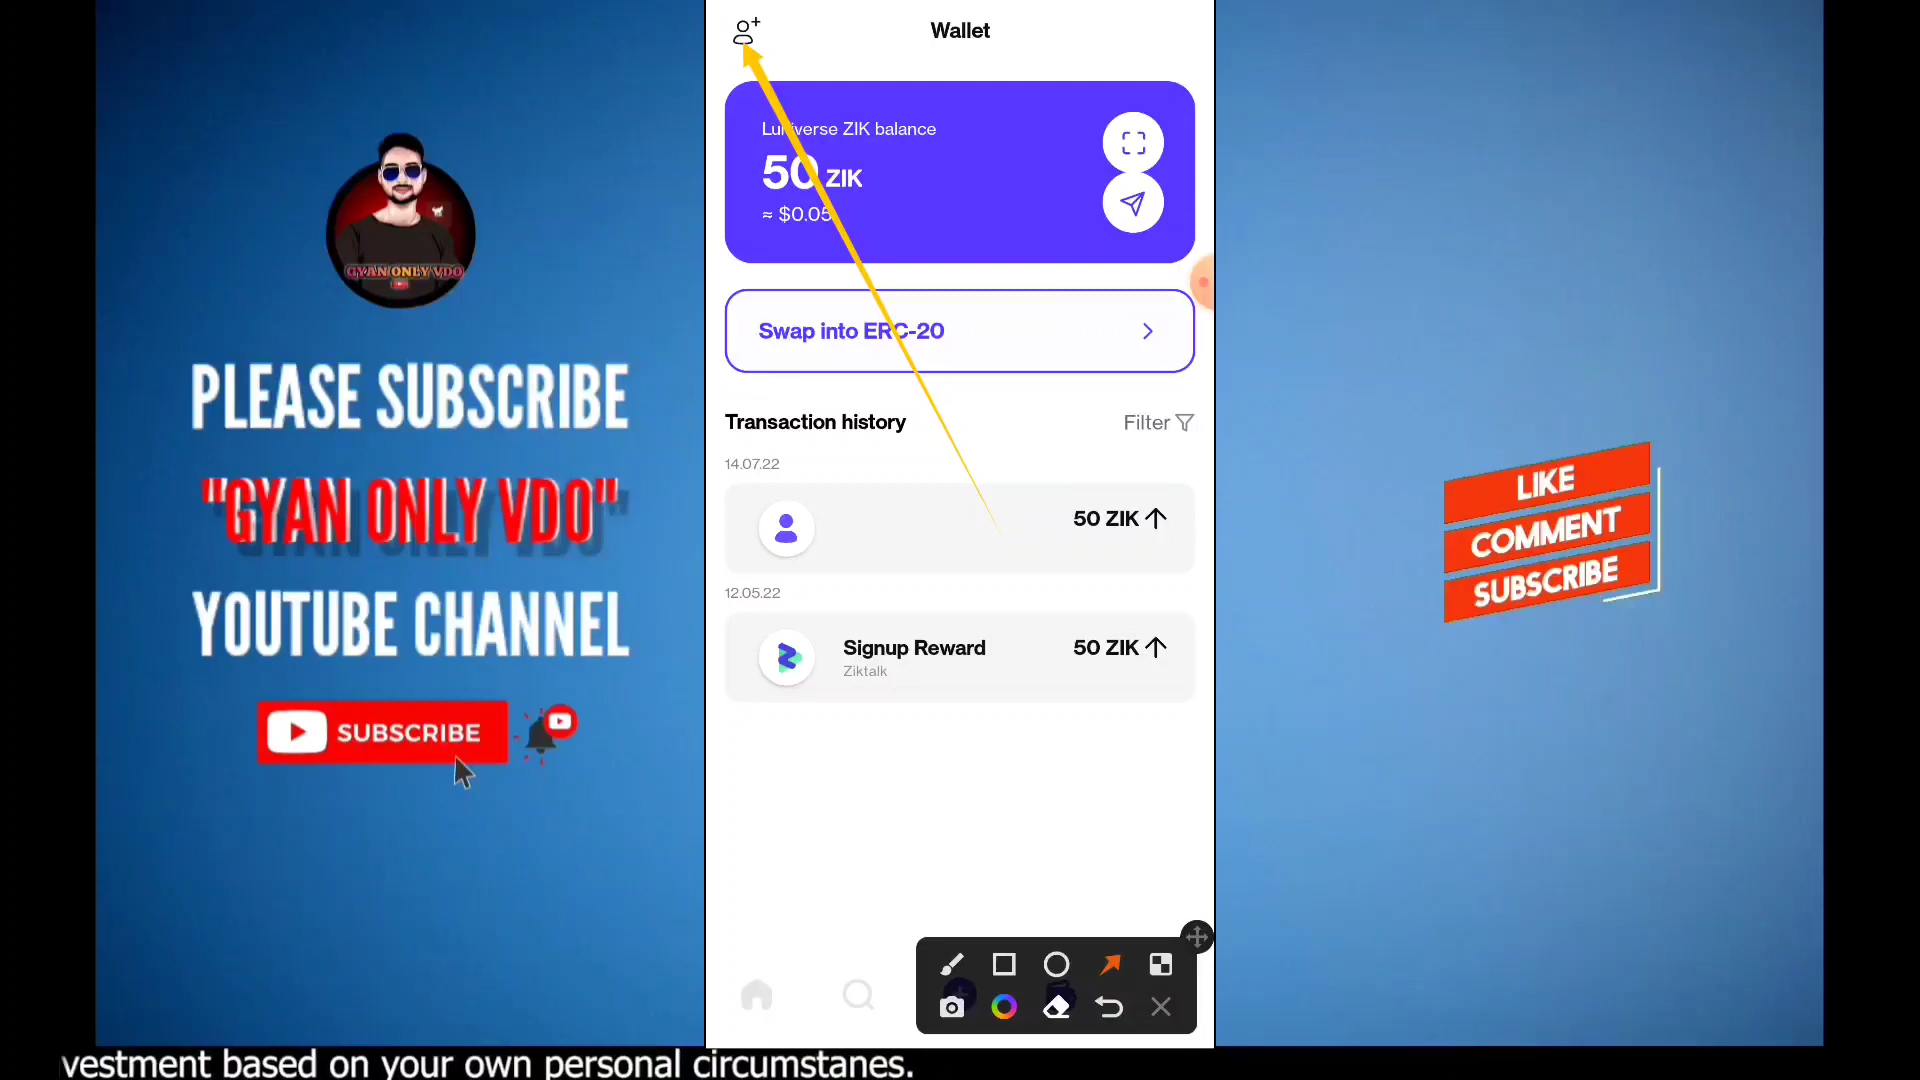 GYAN ONLY VDO
PLEASE SUBSCRIBE
"GYAN ONLY VDO"
YOUTUBE CHANNEL
SUBSCRIBE
Wallet
Luniverse ZIK balance
50 ZIK
≈ $0.05
Swap into ERC-20
Transaction history
Filter
14.07.22
50 ZIK
12.05.22
Signup Reward
50 ZIK
Ziktalk
LIKE
COMMENT
SUBSCRIBE
vestment based on your own personal circumstanes.